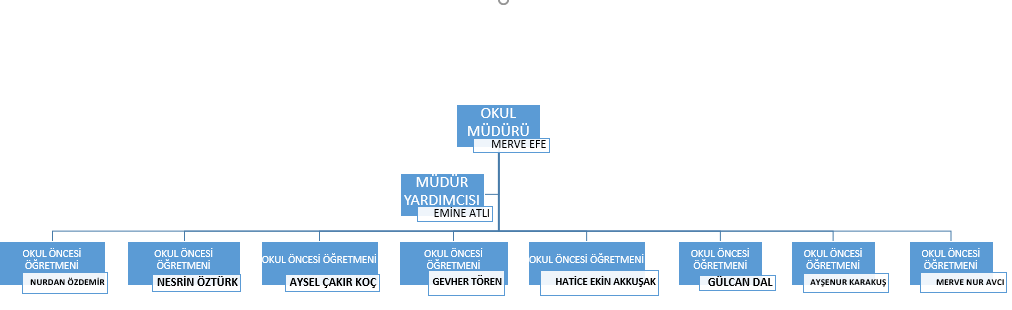 OKUL
MÜDÜRÜ
MERVE EFE
MÜDÜR
YARDIMCISI
EMİNE ATLI
OKUL ÖNCESİ
ÖĞRETMENİ
NURDAN ÖZDEMİR
OKUL ÖNCESİ
ÖĞRETMENİ
NESRİN ÖZTÜRK
OKUL ÖNCESİ ÖĞRETMENİ
AYSEL ÇAKIR KOÇ
OKUL ÖNCESİ
ÖĞRETMENİ
GEVHER TÖREN
OKUL ÖNCESİ ÖĞRETMENİ
HATİCE EKİN AKKUŞAK
OKUL ÖNCESİ
ÖĞRETMENİ
GÜLCAN DAL
OKUL ÖNCESİ
ÖĞRETMENİ
AYŞENUR KARAKUŞ
OKUL ÖNCESİ
ÖĞRETMENİ
MERVE NUR AVCI